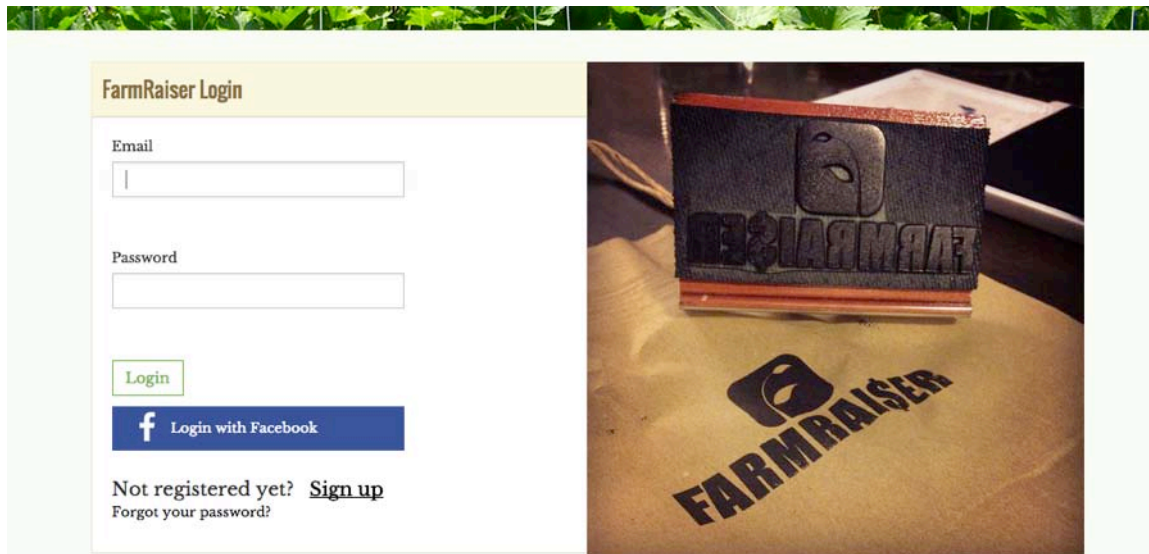 FarmRaiser Login
Email
Password
Login
f Login with Facebook
Not registered yet? Sign up
Forgot your password?
FARMRAI$ER
FARMRAI$ER